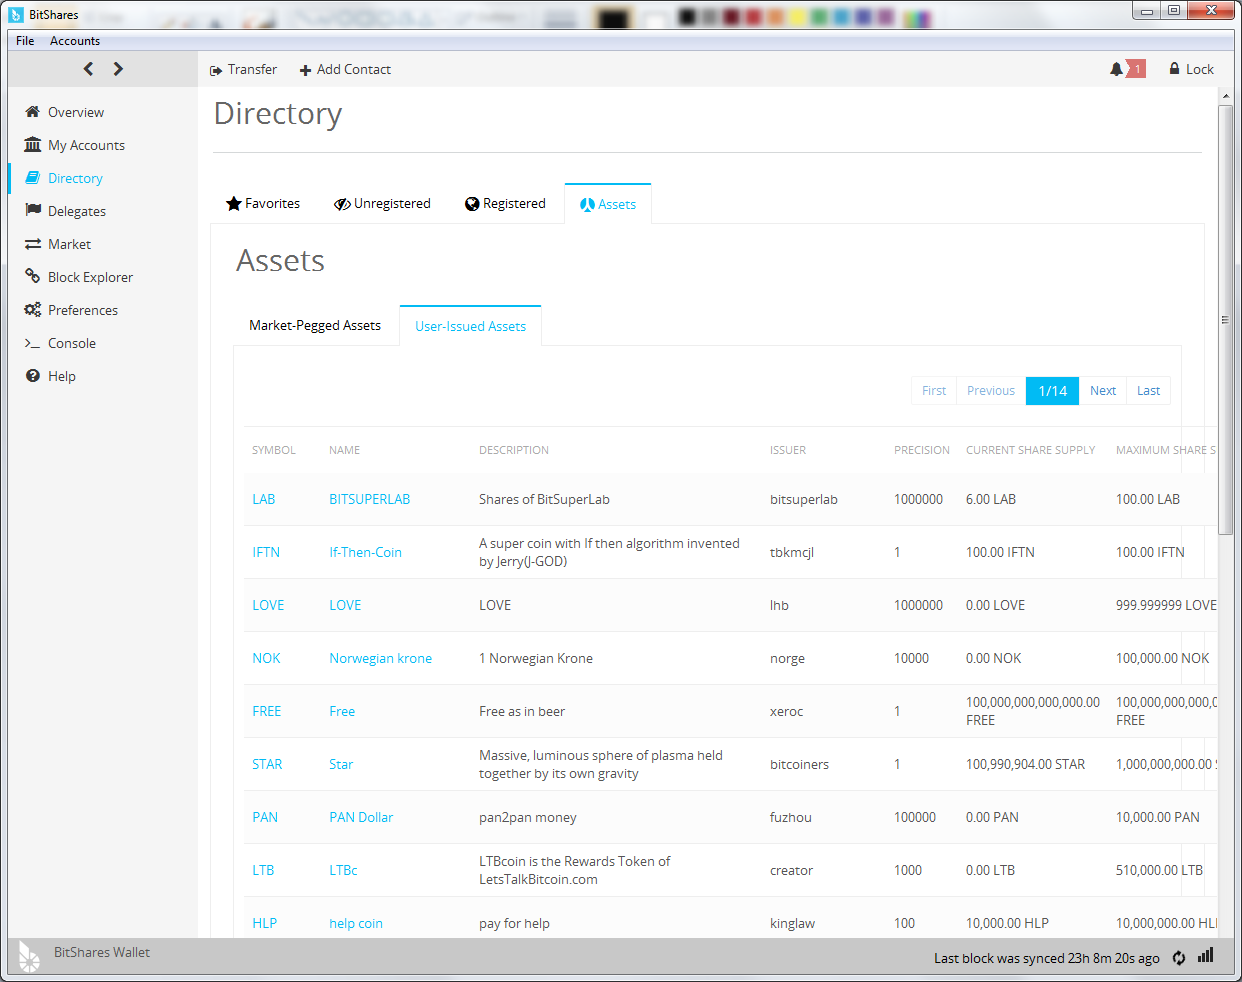 BitShares
File Accounts
Transfer Add Contact 1 Lock
Overview
My Accounts
Directory
Delegates
Market
Block Explorer
Preferences
Console
Help
Directory
Favorites Unregistered Registered Assets
Assets
Market-Pegged Assets User-Issued Assets
First Previous 1/14 Next Last
SYMBOL NAME DESCRIPTION ISSUER PRECISION CURRENT SHARE SUPPLY MAXIMUM SHARE S
LAB BITSUPERLAB Shares of BitSuperLab bitsuperlab 1000000 6.00 LAB 100.00 LAB
IFTN If-Then-Coin A super coin with If then algorithm invented by Jerry(J-GOD) tbkmcjl 1 100.00 IFTN 100.00 IFTN
LOVE LOVE LOVE lhb 1000000 0.00 LOVE 999.999999 LOVE
NOK Norwegian krone 1 Norwegian Krone norge 10000 0.00 NOK 100,000.00 NOK
FREE Free Free as in beer xeroc 1 100,000,000,000,000.00 FREE 100,000,000,000,0 FREE
STAR Star Massive, luminous sphere of plasma held together by its own gravity bitcoiners 1 100,990,904.00 STAR 1,000,000,000.00
PAN PAN Dollar pan2pan money fuzhou 100000 0.00 PAN 10,000.00 PAN
LTB LTBc LTBcoin is the Rewards Token of LetsTalkBitcoin.com creator 1000 0.00 LTB 510,000.00 LTB
HLP help coin pay for help kinglaw 100 10,000.00 HLP 10,000,000.00 HL
BitShares Wallet
Last block was synced 23h 8m 20s ago